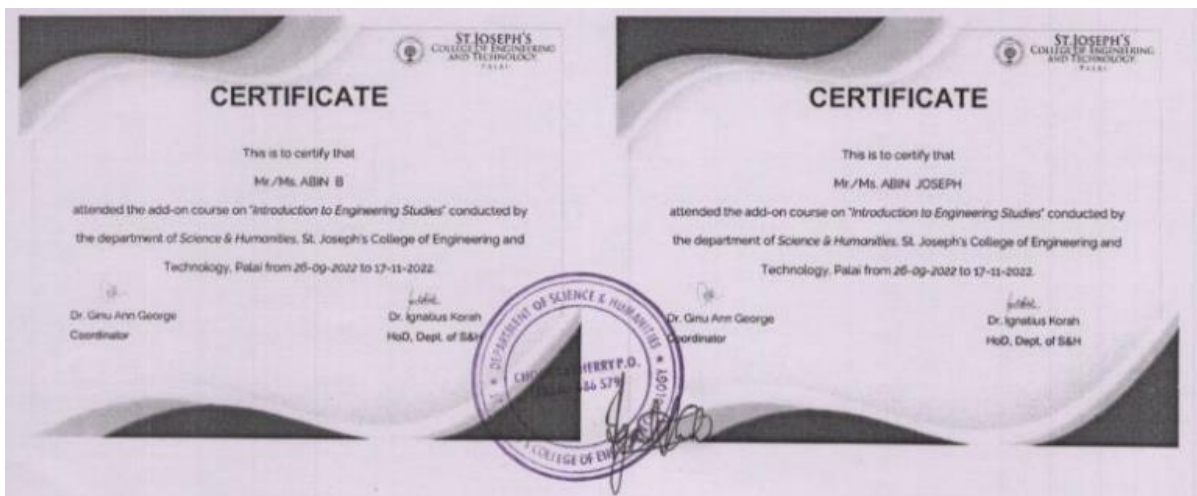 ST.JOSEPH'S
COLLEGE OF ENGINEERING
AND TECHNOLOGY
PALAI
CERTIFICATE
This is to certify that
Mr./Ms. ABIN B
attended the add-on course on "Introduction to Engineering Studies" conducted by
the department of Science & Humanities, St. Joseph's College of Engineering and
Technology, Palai from 26-09-2022 to 17-11-2022.
Dr. Ginu Ann George
Coordinator
Dr. Ignatius Korah
HoD, Dept. of S&H
ST.JOSEPH'S
COLLEGE OF ENGINEERING
AND TECHNOLOGY
PALAI
CERTIFICATE
This is to certify that
Mr./Ms. ABIN JOSEPH
attended the add-on course on "Introduction to Engineering Studies" conducted by
the department of Science & Humanities, St. Joseph's College of Engineering and
Technology, Palai from 26-09-2022 to 17-11-2022.
Dr. Ginu Ann George
Coordinator
Dr. Ignatius Korah
HoD, Dept. of S&H
DEPARTMENT OF SCIENCE & HUMANITIES
COLLEGE OF
P.O.